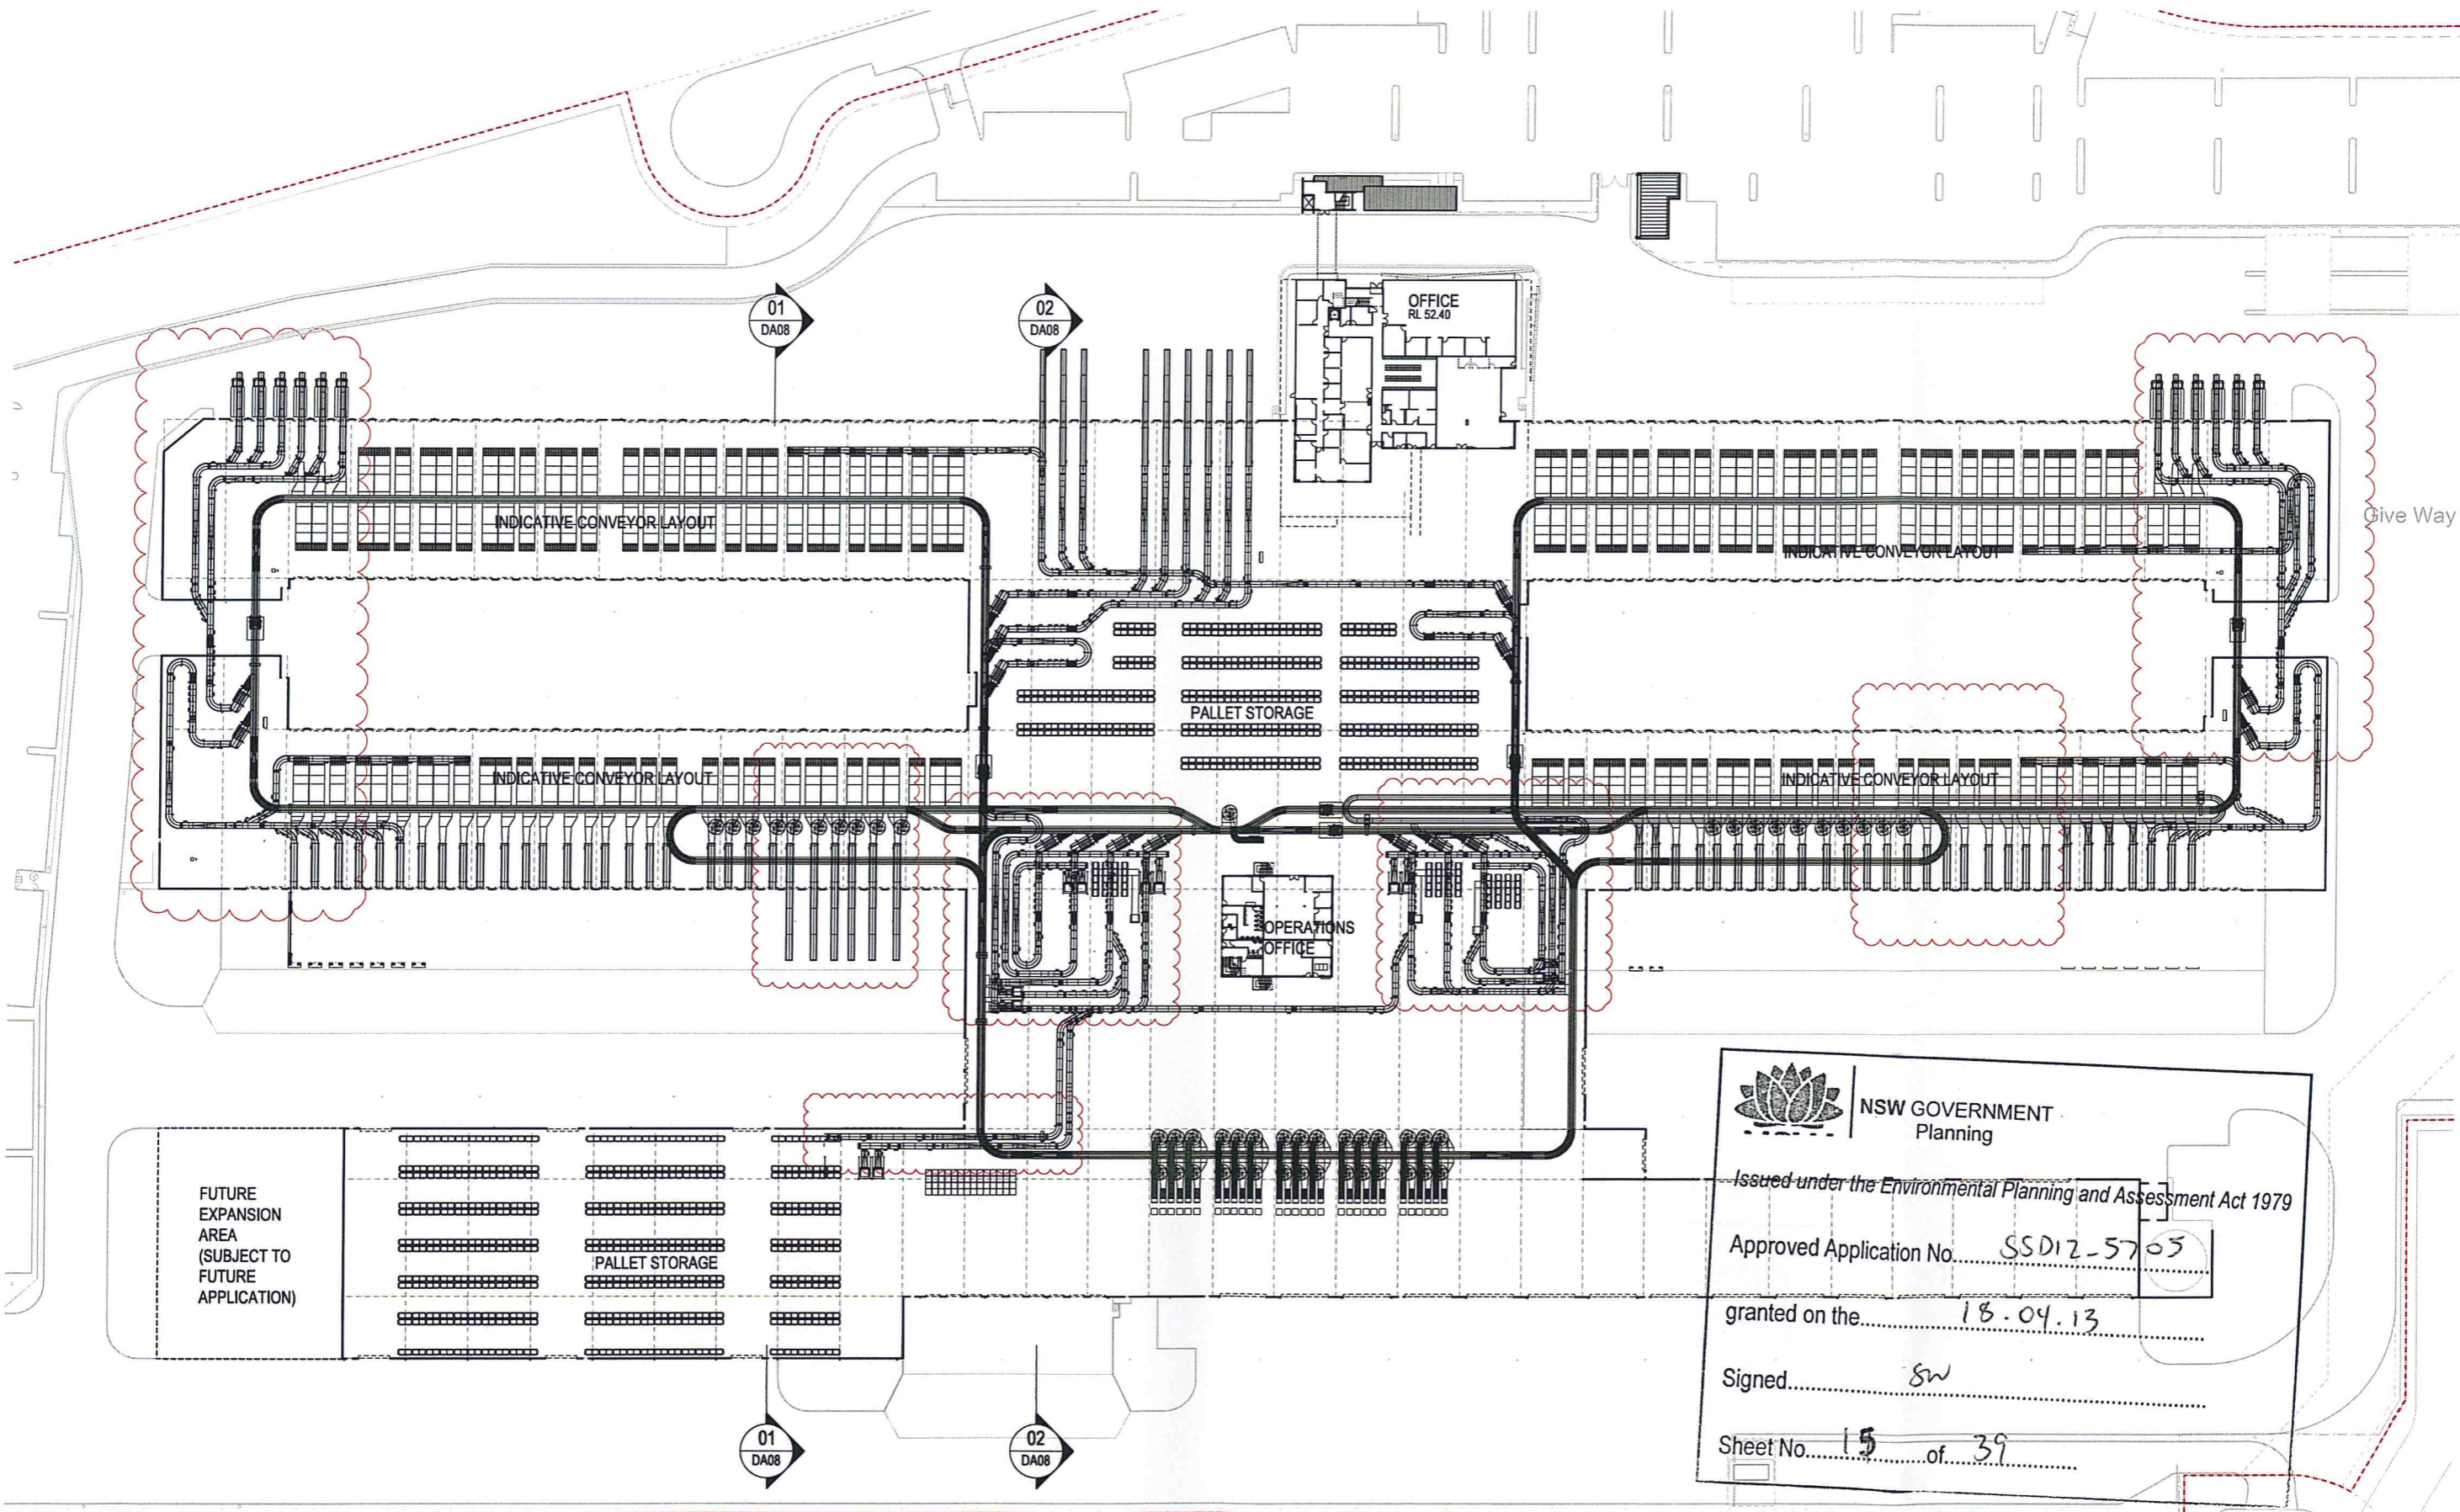 01
DA08
02
DA08
OFFICE
RL 52.40
INDICATIVE CONVEYOR LAYOUT
Give Way
INDICATIVE CONVEYOR LAYOUT
PALLET STORAGE
INDICATIVE CONVEYOR LAYOUT
INDICATIVE CONVEYOR LAYOUT
OPERATIONS
OFFICE
FUTURE
EXPANSION
AREA
(SUBJECT TO
FUTURE
APPLICATION)
PALLET STORAGE
01
DA08
02
DA08
NSW GOVERNMENT
Planning
Issued under the Environmental Planning and Assessment Act 1979
Approved Application No. SSD12-5705
granted on the 18.04.13
Signed SW
Sheet No. 15 of 39